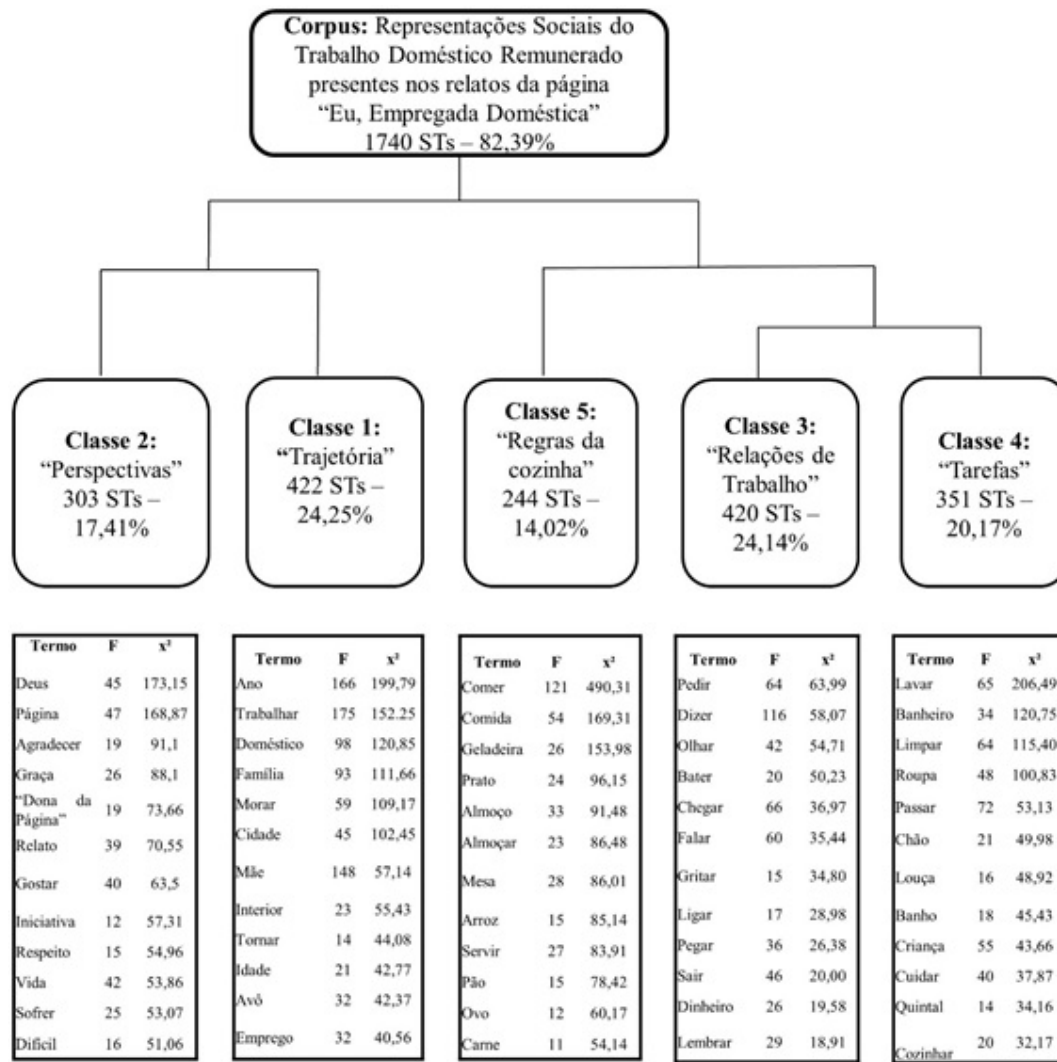 Corpus: Representações Sociais do
Trabalho Doméstico Remunerado
presentes nos relatos da página
“Eu, Empregada Doméstica”
1740 STs – 82,39%
Classe 2:
“Perspectivas”
303 STs –
17,41%
Classe 1:
“Trajetória”
422 STs –
24,25%
Classe 5:
“Regras da
cozinha”
244 STs –
14,02%
Classe 3:
“Relações de
Trabalho”
420 STs –
24,14%
Classe 4:
“Tarefas”
351 STs –
20,17%
Termo F x²
Deus 45 173,15
Página 47 168,87
Agradecer 19 91,1
Graça 26 88,1
“Dona da
Página” 19 73,66
Relato 39 70,55
Gostar 40 63,5
Iniciativa 12 57,31
Respeito 15 54,96
Vida 42 53,86
Sofrer 25 53,07
Difícil 16 51,06
Termo F x²
Ano 166 199,79
Trabalhar 175 152.25
Doméstico 98 120,85
Família 93 111,66
Morar 59 109,17
Cidade 45 102,45
Mãe 148 57,14
Interior 23 55,43
Tornar 14 44,08
Idade 21 42,77
Avô 32 42,37
Emprego 32 40,56
Termo F x²
Comer 121 490,31
Comida 54 169,31
Geladeira 26 153,98
Prato 24 96,15
Almoço 33 91,48
Almoçar 23 86,48
Mesa 28 86,01
Arroz 15 85,14
Servir 27 83,91
Pão 15 78,42
Ovo 12 60,17
Carne 11 54,14
Termo F x²
Pedir 64 63,99
Dizer 116 58,07
Olhar 42 54,71
Bater 20 50,23
Chegar 66 36,97
Falar 60 35,44
Gritar 15 34,80
Ligar 17 28,98
Pegar 36 26,38
Sair 46 20,00
Dinheiro 26 19,58
Lembrar 29 18,91
Termo F x²
Lavar 65 206,49
Banheiro 34 120,75
Limpar 64 115,40
Roupa 48 100,83
Passar 72 53,13
Chão 21 49,98
Louça 16 48,92
Banho 18 45,43
Criança 55 43,66
Cuidar 40 37,87
Quintal 14 34,16
Cozinhar 20 32,17